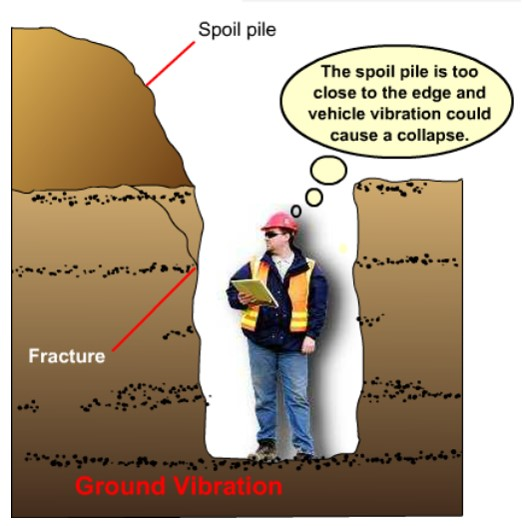 Spoil pile
The spoil pile is too
close to the edge and
vehicle vibration could
cause a collapse.
Fracture
Ground Vibration